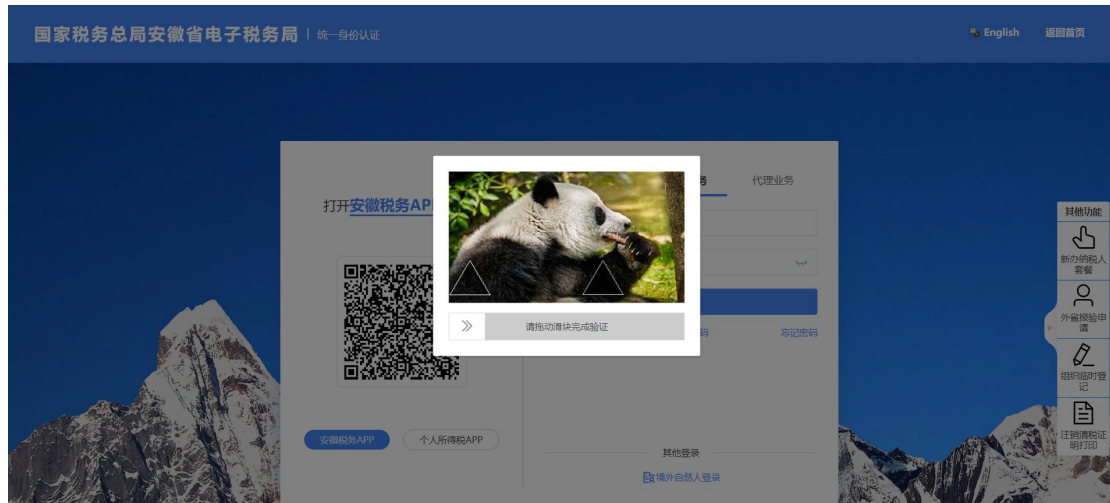 国家税务总局安徽省电子税务局 | 统一身份认证
English 返回首页
务 代理业务
打开安徽税务AP
请拖动滑块完成验证
码 忘记密码
安徽税务APP 个人所得税APP
其他登录
境外自然人登录
其他功能
新办纳税人
套餐
外省报验申
请
组织临时登
记
注销清税证
明打印